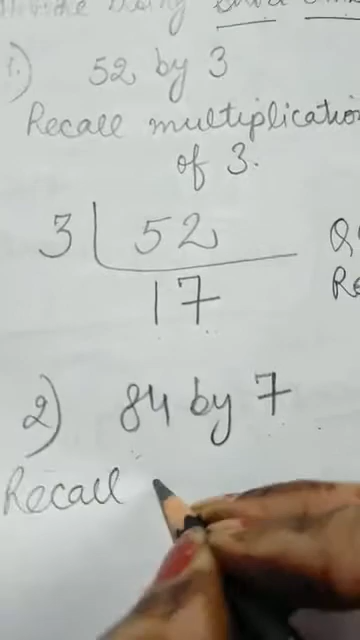 1.) 52 by 3
Recall multiplication
of 3.
3 52
17
2) 84 by 7
Recall